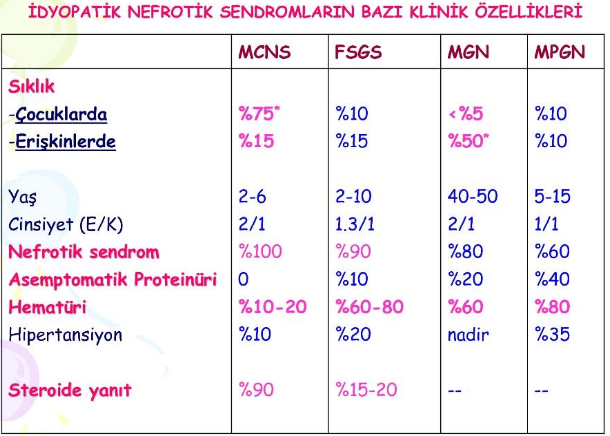 İDYOPATİK NEFROTİK SENDROMLARIN BAZI KLİNİK ÖZELLİKLERİ
MCNS FSGS MGN MPGN
Sıklık
-Çocuklarda %75* %10 <%5 %10
-Erişkinlerde %15 %15 %50* %10
Yaş 2-6 2-10 40-50 5-15
Cinsiyet (E/K) 2/1 1.3/1 2/1 1/1
Nefrotik sendrom %100 %90 %80 %60
Asemptomatik Proteinüri 0 %10 %20 %40
Hematüri %10-20 %60-80 %60 %80
Hipertansiyon %10 %20 nadir %35
Steroide yanıt %90 %15-20 -- --